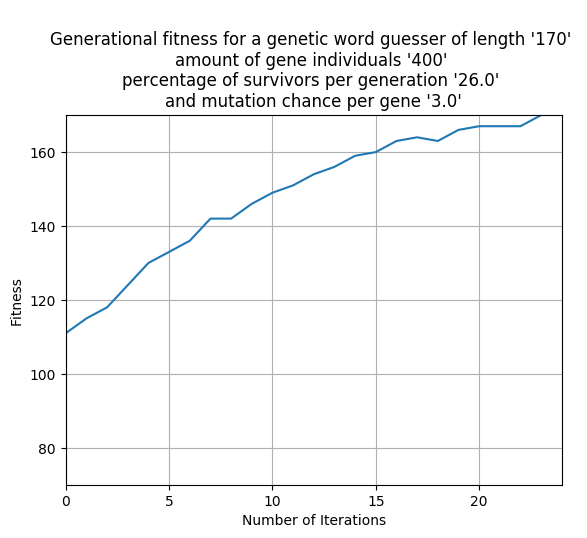 Generational fitness for a genetic word guesser of length '170'
amount of gene individuals '400'
percentage of survivors per generation '26.0'
and mutation chance per gene '3.0'
160
140
120
100
80
Fitness
0 5 10 15 20
Number of Iterations